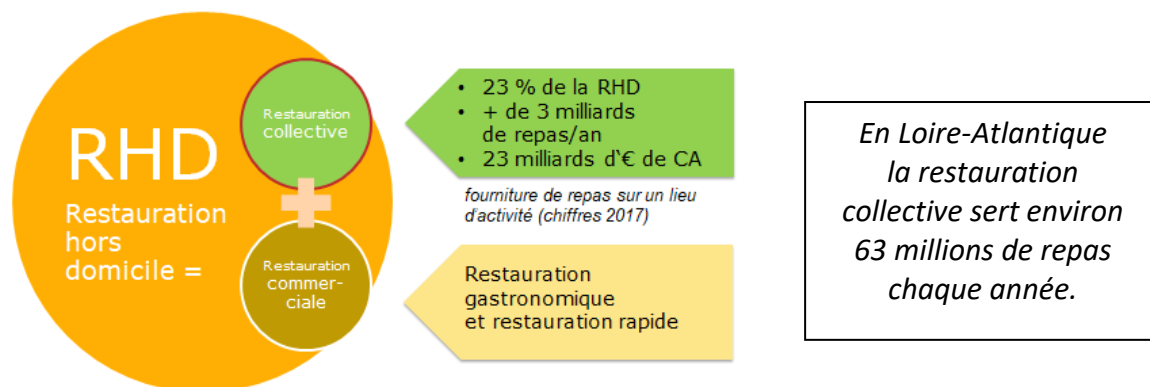 RHD
Restauration
hors
domicile =
Restauration
collective
Restauration
commer-
ciale
• 23 % de la RHD
• + de 3 milliards
de repas/an
• 23 milliards d'€ de CA
fourniture de repas sur un lieu
d'activité (chiffres 2017)
Restauration
gastronomique
et restauration rapide
En Loire-Atlantique
la restauration
collective sert environ
63 millions de repas
chaque année.